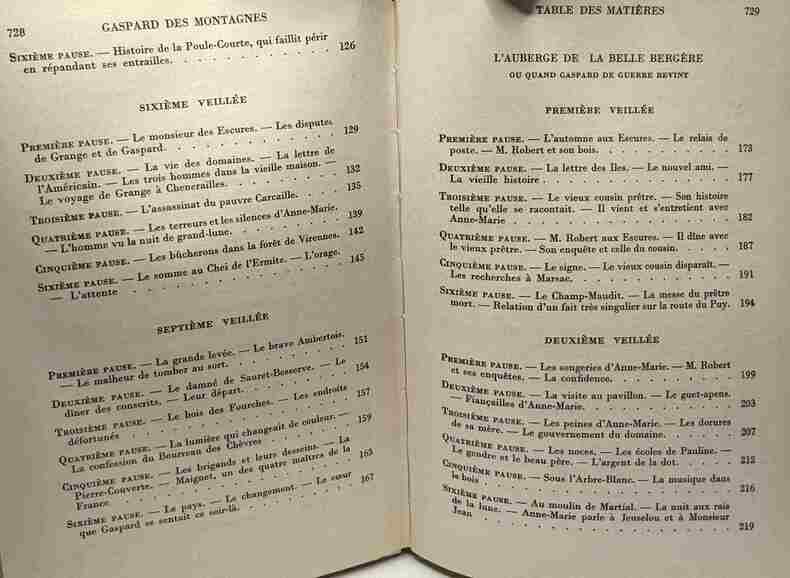 728 GASPARD DES MONTAGNES
SIXIÈME PAUSE. — Histoire de la Poule-Courte, qui faillit périr
en répandant ses entrailles. . . . . . . . . . . 126
SIXIÈME VEILLÉE
PREMIÈRE PAUSE. — Le monsieur des Escures. — Les disputes
de Grange et de Gaspard. . . . . . . . . . . . 129
DEUXIÈME PAUSE. — La vie des domaines. — La lettre de
l'Américain. — Les trois hommes dans la vieille maison. —
Le voyage de Grange à Chenerailles. . . . . . . . 132
TROISIÈME PAUSE. — L'assassinat du pauvre Carcaille. . . . . 135
QUATRIÈME PAUSE. — Les terreurs et les silences d'Anne-Marie.
— L'homme vu la nuit de grand-lune. . . . . . . . 139
CINQUIÈME PAUSE. — Les bûcherons dans la forêt de Virennes. 142
SIXIÈME PAUSE. — Le somme au Chei de l'Ermite. — L'orage.
— L'attente . . . . . . . . . . . . . . . . 145
SEPTIÈME VEILLÉE
PREMIÈRE PAUSE. — La grande levée. — Le brave Ambertois.
— Le malheur de tomber au sort. . . . . . . . . 151
DEUXIÈME PAUSE. — Le damné de Sauret-Besserve. — Le
dîner des conscrits. — Leur départ. . . . . . . . . 154
TROISIÈME PAUSE. — Le bois des Fourches. — Les endroits
défortunés . . . . . . . . . . . . . . . . 157
QUATRIÈME PAUSE. — La lumière qui changeait de couleur. —
La confession du Bourreau des Chèvres . . . . . . . 159
CINQUIÈME PAUSE. — Les brigands et leurs desseins. — La
Pierre-Couverte. — Maignet, un des quatre maîtres de la
France. . . . . . . . . . . . . . . . . . 163
SIXIÈME PAUSE. — Le pays. — Le changement. — Le cœur
que Gaspard se sentait ce soir-là. . . . . . . . . . 167
TABLE DES MATIÈRES 729
L'AUBERGE DE LA BELLE BERGÈRE
OU QUAND GASPARD DE GUERRE REVINT
PREMIÈRE VEILLÉE
PREMIÈRE PAUSE. — L'automne aux Escures. — Le relais de
poste. — M. Robert et son bois. . . . . . . . . . 173
DEUXIÈME PAUSE. — La lettre des Iles. — Le nouvel ami. —
La vieille histoire . . . . . . . . . . . . . . 177
TROISIÈME PAUSE. — Le vieux cousin prêtre. — Son histoire
telle qu'elle se racontait. — Il vient et s'entretient avec
Anne-Marie . . . . . . . . . . . . . . . . 182
QUATRIÈME PAUSE. — M. Robert aux Escures. — Il dîne avec
le vieux prêtre. — Son enquête et celle du cousin. . . . . 187
CINQUIÈME PAUSE. — Le signe. — Le vieux cousin disparaît. —
Les recherches à Marsac. . . . . . . . . . . . 191
SIXIÈME PAUSE. — Le Champ-Maudit. — La messe du prêtre
mort. — Relation d'un fait très singulier sur la route du Puy. 194
DEUXIÈME VEILLÉE
PREMIÈRE PAUSE. — Les songeries d'Anne-Marie. — M. Robert
et ses enquêtes. — La confidence. . . . . . . . . 199
DEUXIÈME PAUSE. — La visite au pavillon. — Le guet-apens.
— Fiançailles d'Anne-Marie. . . . . . . . . . . 203
TROISIÈME PAUSE. — Les peines d'Anne-Marie. — Les dorures
de sa mère. — Le gouvernement du domaine. . . . . . 207
QUATRIÈME PAUSE. — Les noces. — Les écoles de Pauline. —
Le gendre et le beau père. — L'argent de la dot. . . . . 212
CINQUIÈME PAUSE. — Sous l'Arbre-Blanc. — La musique dans
le bois . . . . . . . . . . . . . . . . . 216
SIXIÈME PAUSE. — Au moulin de Martial. — La nuit aux rais
de la lune. — Anne-Marie parle à Jeuselou et à Monsieur
Jean . . . . . . . . . . . . . . . . . . 219